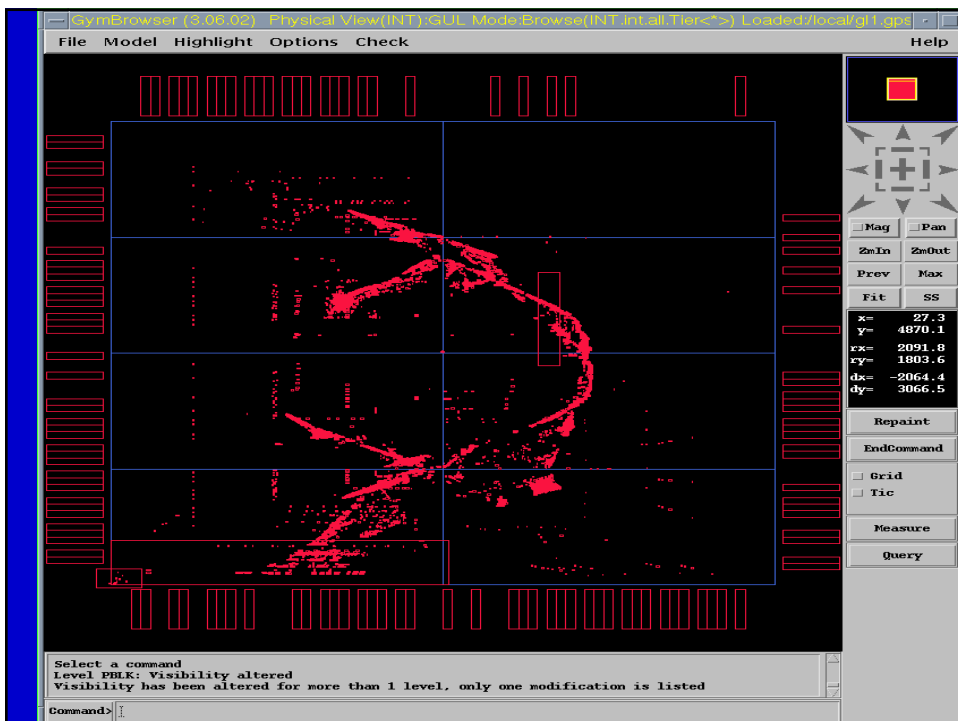 GymBrowser (3.06.02) Physical View(INT):GUL Mode:Browse(INT.int.all.Tier<*>) Loaded:/local/gl1.gps
File Model Highlight Options Check Help
Mag Pan
ZmIn ZmOut
Prev Max
Fit SS
x= 27.3
y= 4870.1
rx= 2091.8
ry= 1803.6
dx= -2064.4
dy= 3066.5
Repaint
EndCommand
Grid
Tic
Measure
Query
Select a command
Level PBLK: Visibility altered
Visibility has been altered for more than 1 level, only one modification is listed
Command>